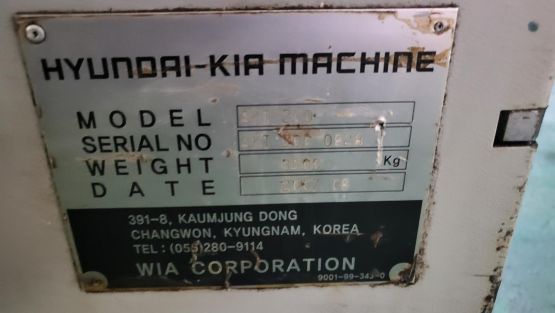 HYUNDAI-KIA MACHINE
MODEL
SERIAL NO
WEIGHT Kg
DATE
391-8, KAUMJUNG DONG
CHANGWON, KYUNGNAM, KOREA
TEL : (055)280-9114
WIA CORPORATION